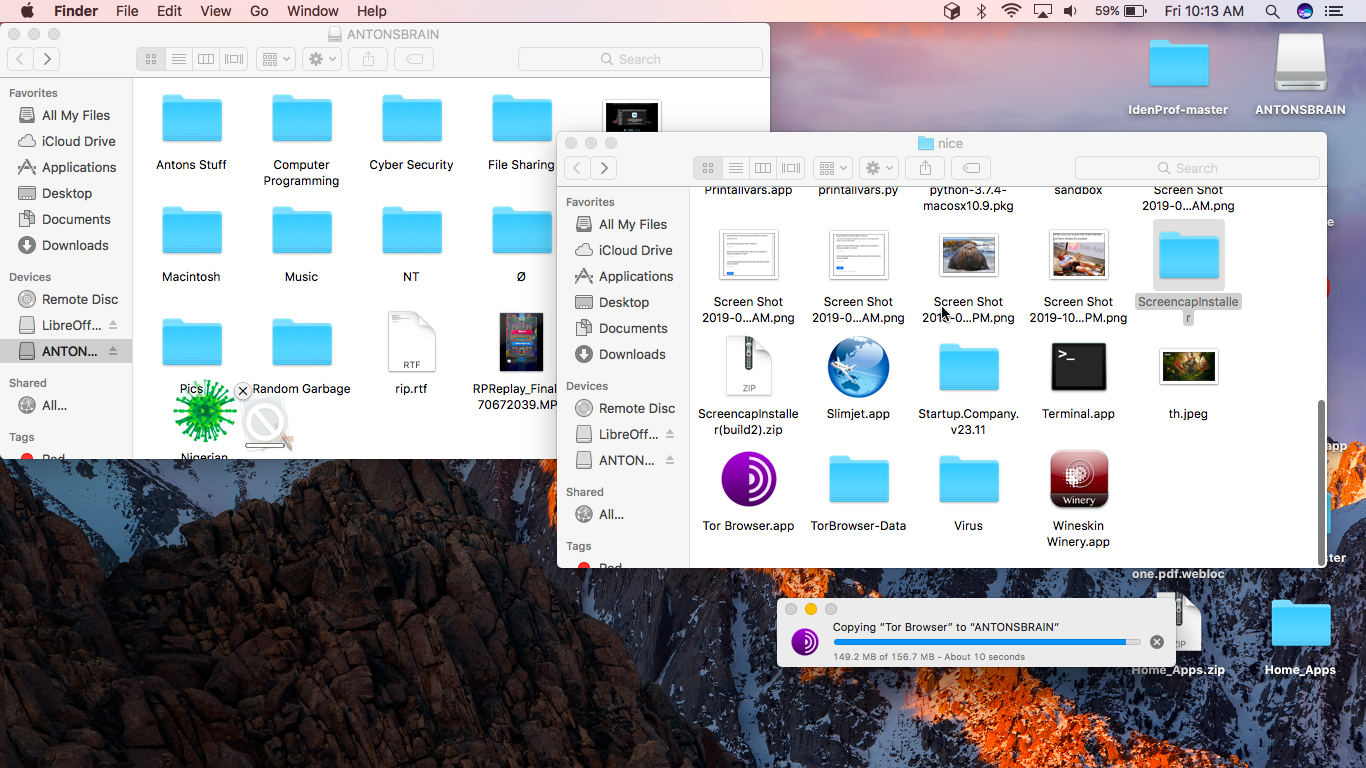 Finder File Edit View Go Window Help 59% Fri 10:13 AM
ANTONSBRAIN
Search
Favorites
All My Files
iCloud Drive
Applications
Desktop
Documents
Downloads
Devices
Remote Disc
LibreOff...
ANTON...
Shared
All...
Tags
Red
Antons Stuff
Computer
Programming
Cyber Security
File Sharing
Macintosh
Music
NT
Ø
Pics
Random Garbage
RTF
rip.rtf
RPReplay_Final
70672039.MP
Nigerian
nice
Search
Favorites
All My Files
iCloud Drive
Applications
Desktop
Documents
Downloads
Devices
Remote Disc
LibreOff...
ANTON...
Shared
All...
Tags
Red
Printallvars.app
printallvars.py
python-3.7.4-
macosx10.9.pkg
sandbox
Screen Shot
2019-0...AM.png
Screen Shot
2019-0...AM.png
Screen Shot
2019-0...AM.png
Screen Shot
2019-0...PM.png
Screen Shot
2019-10...PM.png
ScreencapInstalle
r
ZIP
ScreencapInstalle
r(build2).zip
Slimjet.app
Startup.Company.
v23.11
>_
Terminal.app
th.jpeg
Tor Browser.app
TorBrowser-Data
Virus
Winery
Wineskin
Winery.app
IdenProf-master
ANTONSBRAIN
e
app
ster
one.pdf.webloc
ZIP
Home_Apps.zip
Home_Apps
Copying “Tor Browser” to “ANTONSBRAIN”
149.2 MB of 156.7 MB - About 10 seconds